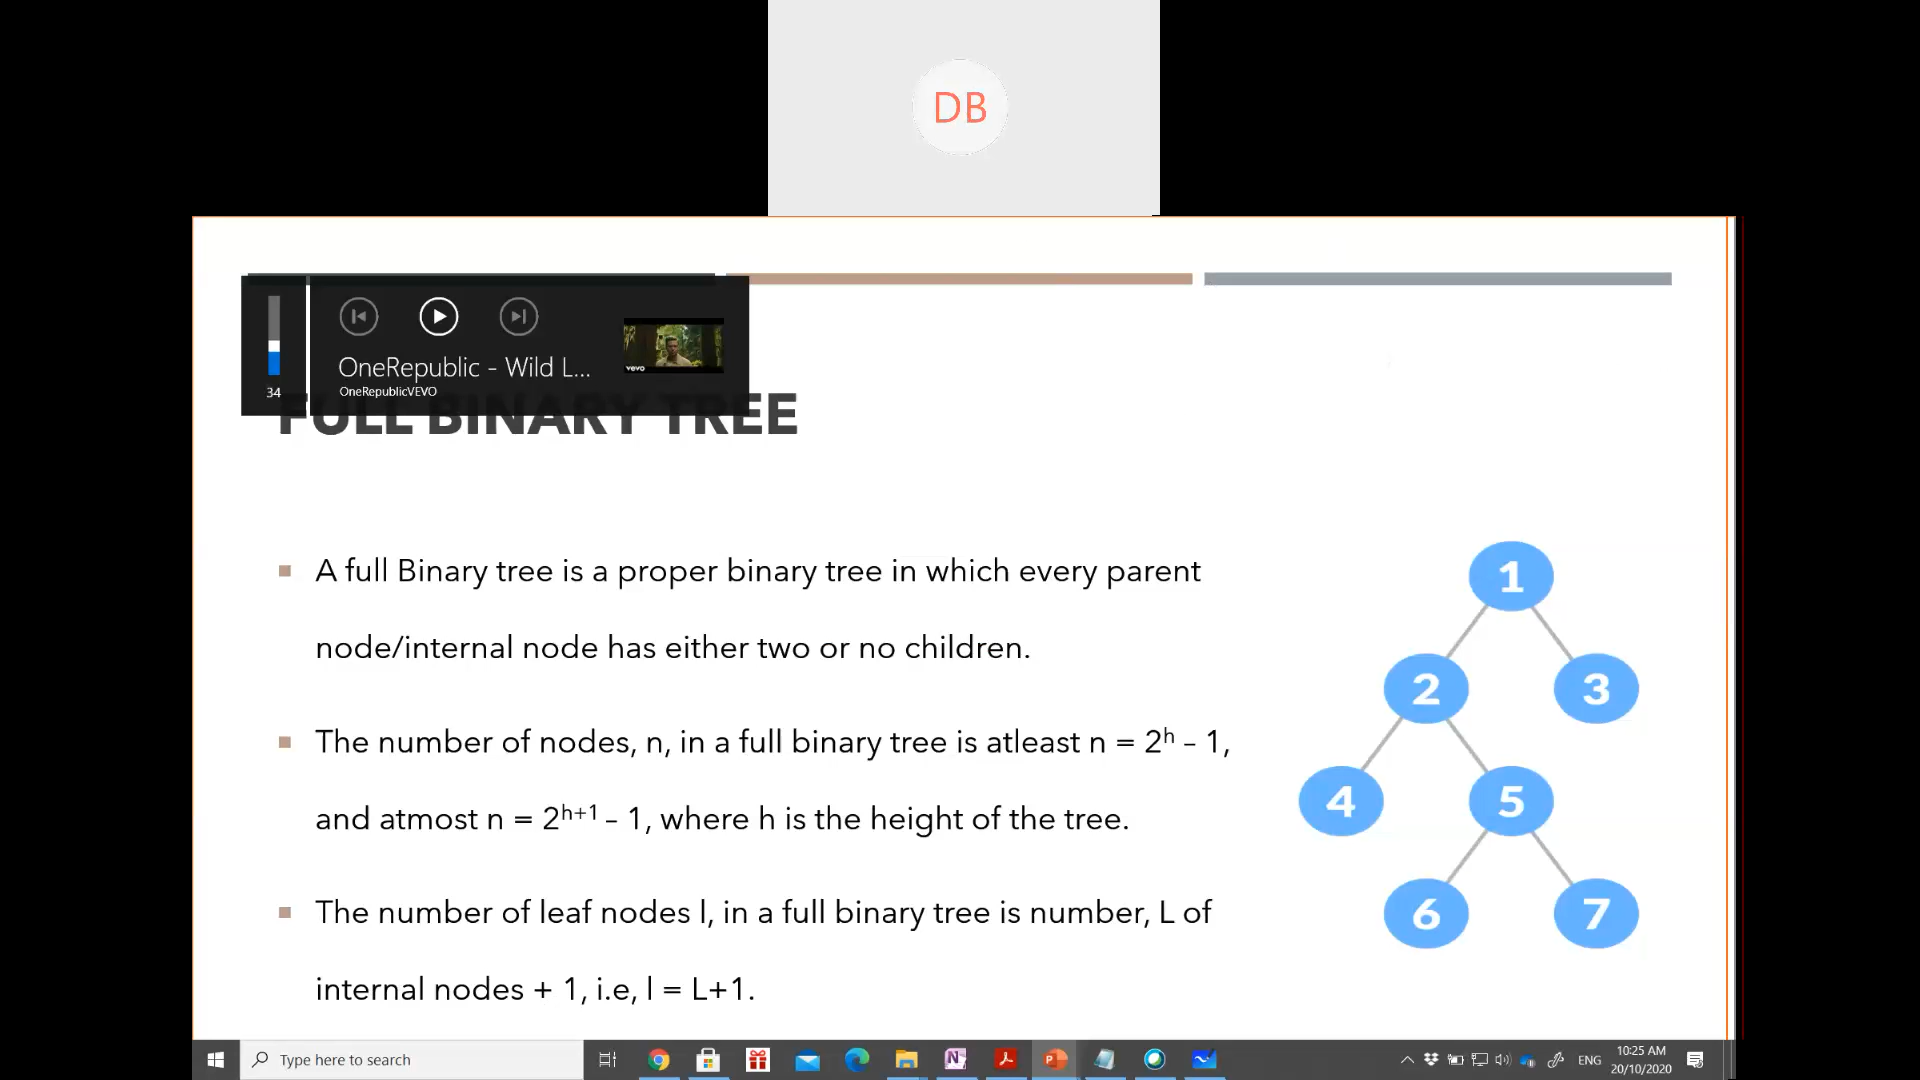 DB
OneRepublic - Wild L...
34
OneRepublicVEVO
vevo
FULL BINARY TREE
A full Binary tree is a proper binary tree in which every parent
node/internal node has either two or no children.
The number of nodes, n, in a full binary tree is atleast n = 2ʰ – 1,
and atmost n = 2ʰ⁺¹ – 1, where h is the height of the tree.
The number of leaf nodes l, in a full binary tree is number, L of
internal nodes + 1, i.e, l = L+1.
1
2
3
4
5
6
7
Type here to search
ENG
10:25 AM
20/10/2020